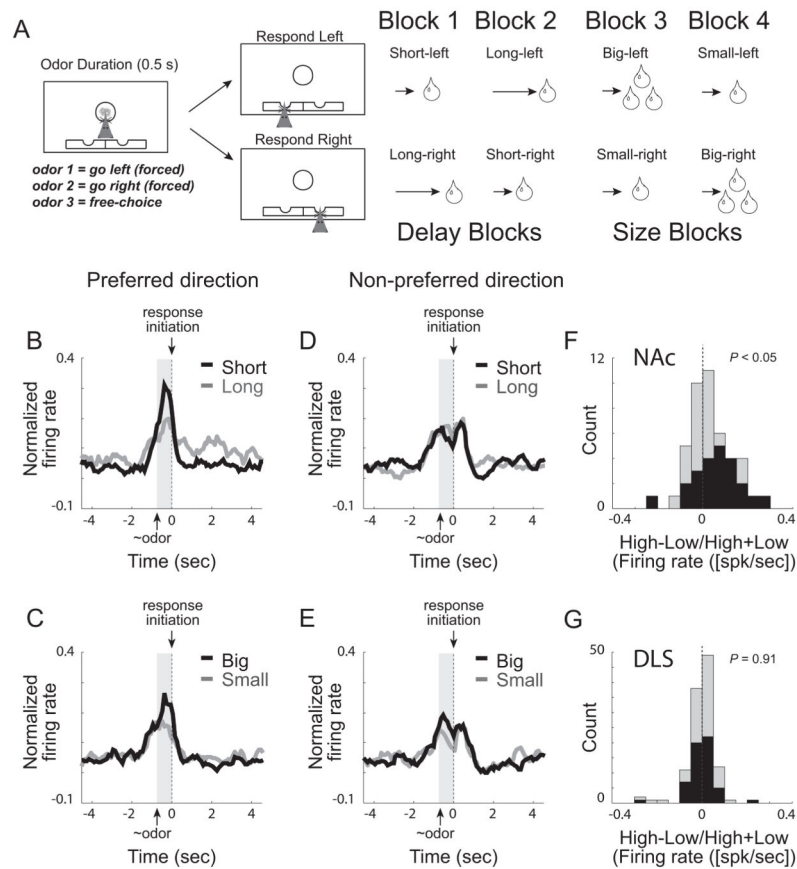 A
Odor Duration (0.5 s)
odor 1 = go left (forced)
odor 2 = go right (forced)
odor 3 = free-choice
Respond Left
Respond Right
Block 1 Block 2 Block 3 Block 4
Short-left Long-left Big-left Small-left
Long-right Short-right Small-right Big-right
Delay Blocks Size Blocks
Preferred direction Non-preferred direction
B
response
initiation
0.4
Short
Long
Normalized
firing rate
-0.1
-4 -2 0 2 4
~odor
Time (sec)
D
response
initiation
0.4
Short
Long
Normalized
firing rate
-0.1
-4 -2 0 2 4
~odor
Time (sec)
F
NAc
P < 0.05
12
Count
0
-0.4 0 0.4
High-Low/High+Low
(Firing rate ([spk/sec])
C
response
initiation
0.4
Big
Small
Normalized
firing rate
-0.1
-4 -2 0 2 4
~odor
Time (sec)
E
response
initiation
0.4
Big
Small
Normalized
firing rate
-0.1
-4 -2 0 2 4
~odor
Time (sec)
G
DLS
P = 0.91
50
Count
0
-0.4 0 0.4
High-Low/High+Low
(Firing rate ([spk/sec])